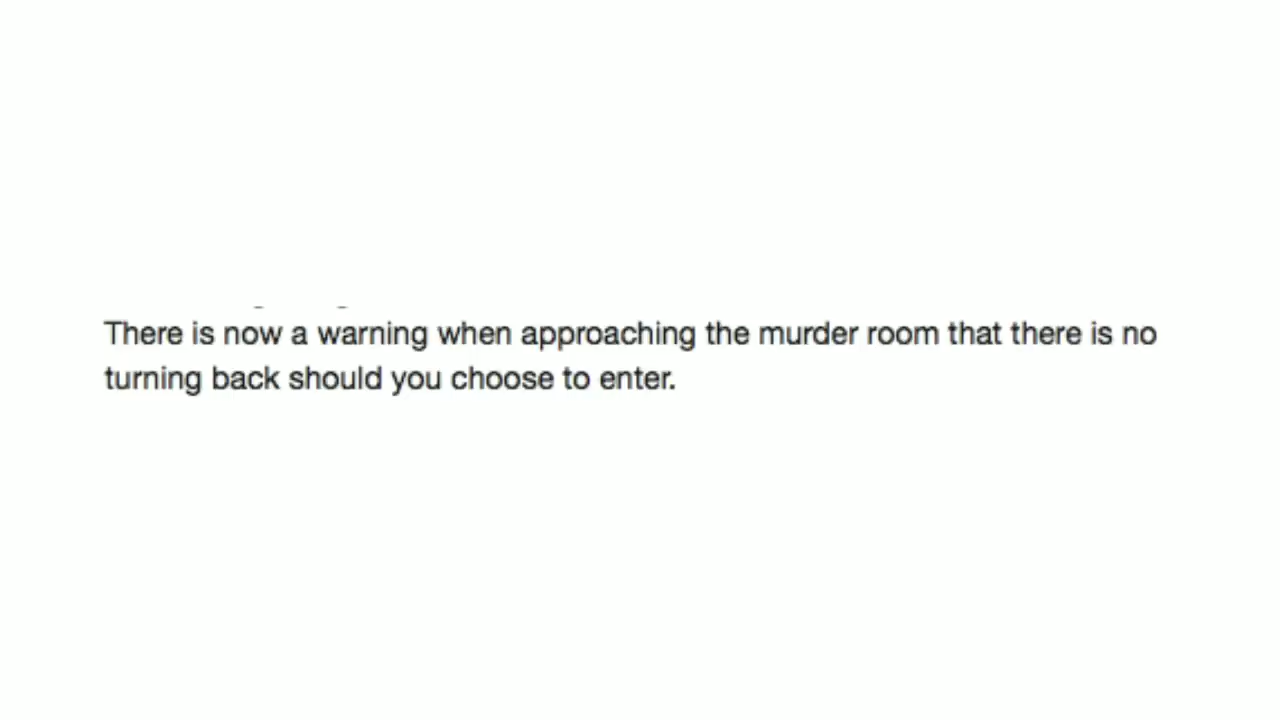 There is now a warning when approaching the murder room that there is no
turning back should you choose to enter.